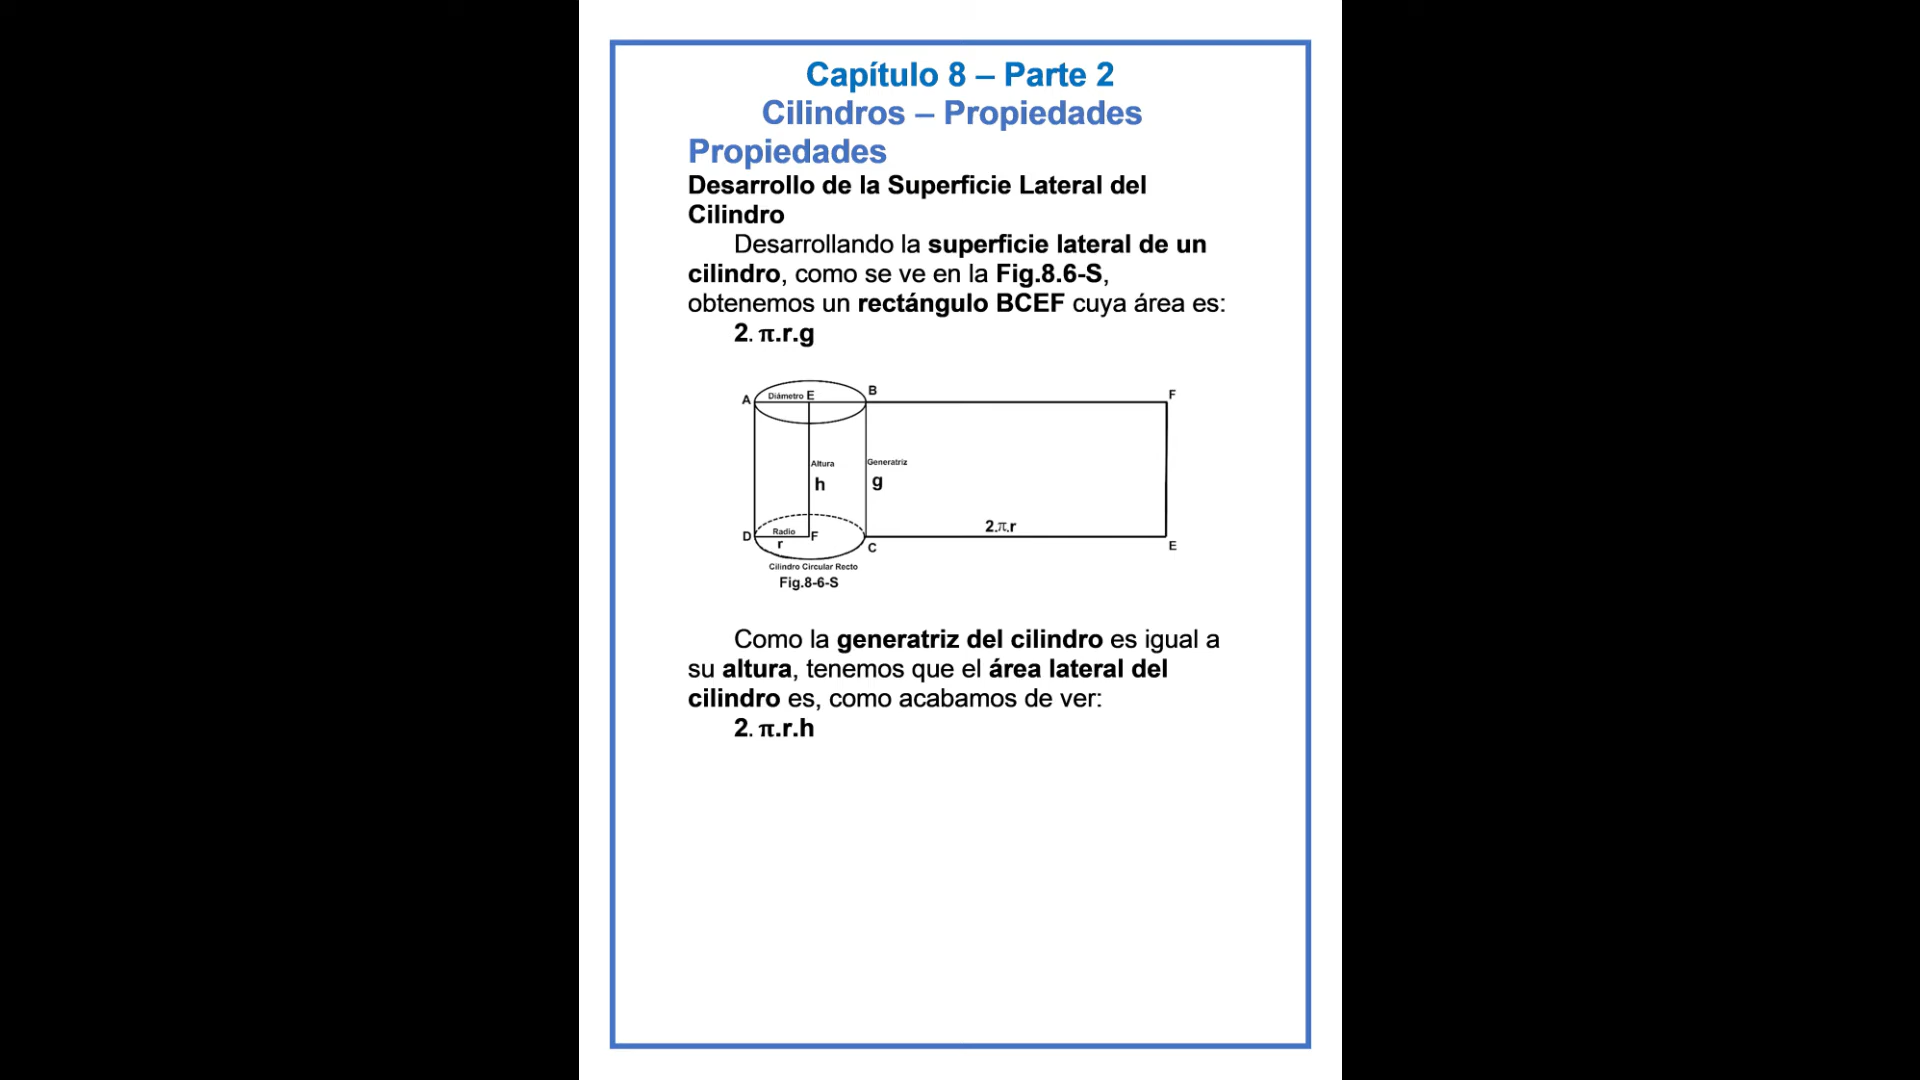 Capítulo 8 – Parte 2
Cilindros – Propiedades
Propiedades
Desarrollo de la Superficie Lateral del
Cilindro
Desarrollando la superficie lateral de un
cilindro, como se ve en la Fig.8.6-S,
obtenemos un rectángulo BCEF cuya área es:
2. π.r.g
A Diámetro E B F
Altura Generatriz
h g
2.π.r
D Radio F C E
r
Cilindro Circular Recto
Fig.8-6-S
Como la generatriz del cilindro es igual a
su altura, tenemos que el área lateral del
cilindro es, como acabamos de ver:
2. π.r.h